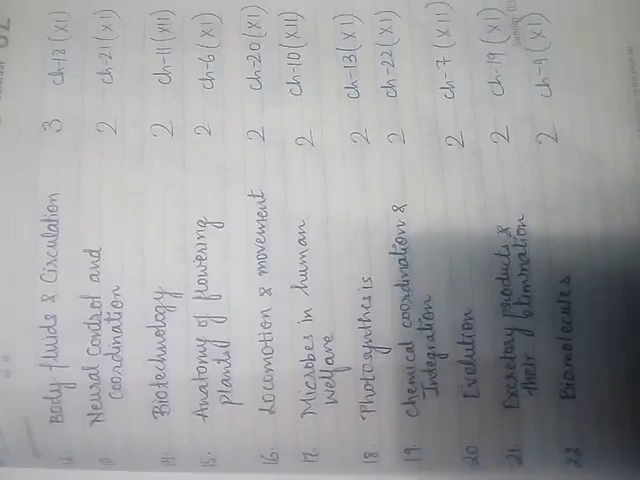 12. Body fluids & Circulation 3 ch-18 (XI)
13. Neural Control and 2 ch-21 (XI)
coordination
14. Biotechnology 2 ch-11 (XII)
15. Anatomy of flowering 2 ch-6 (XI)
plants
16. Locomotion & movement 2 ch-20 (XI)
17. Microbes in human 2 ch-10 (XII)
Welfare
18. Photosynthesis 2 ch-13 (XI)
19. Chemical coordination & 2 ch-22 (XI)
Integration
20 Evolution 2 ch-7 (XII)
21. Excretory products & 2 ch-19 (XI)
their Elimination
22 Biomolecules 2 ch-9 (XI)